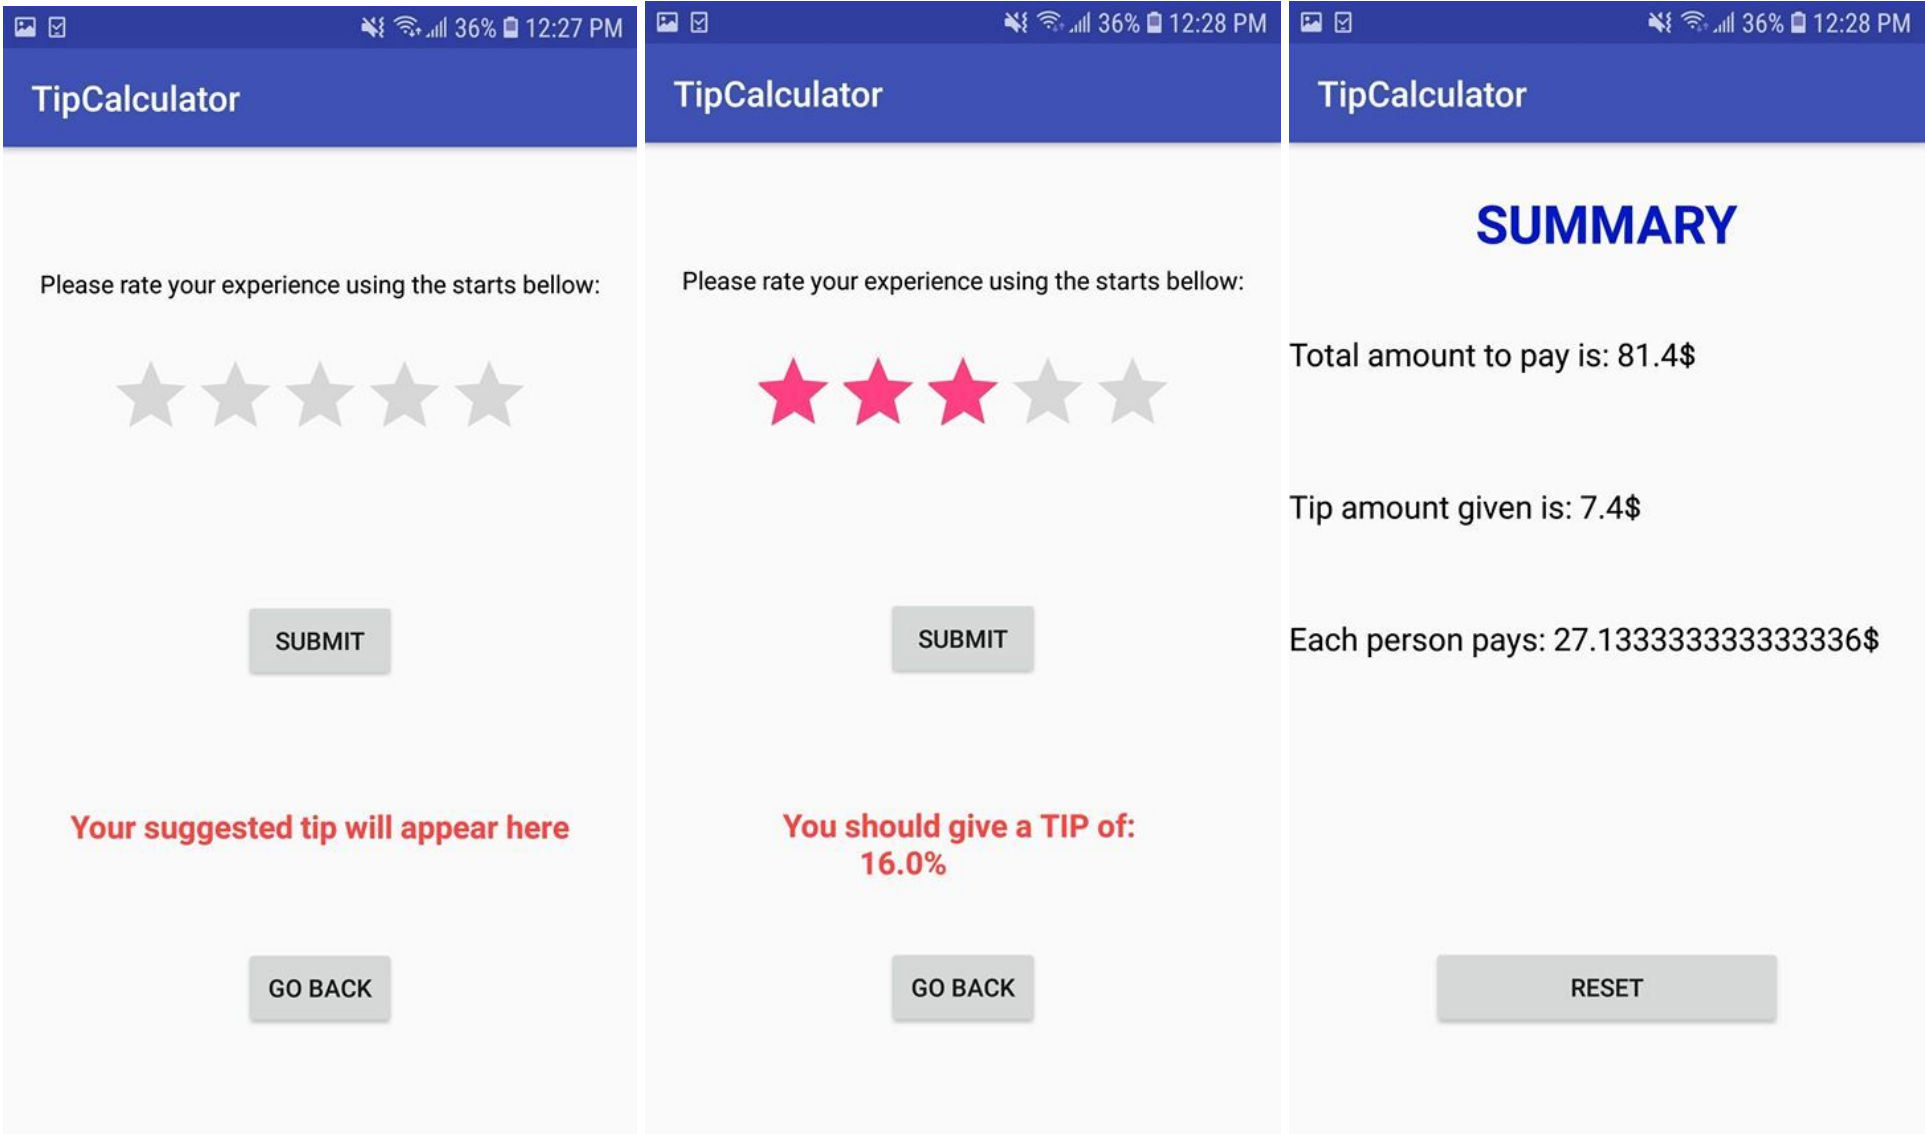 36% 12:27 PM
TipCalculator
Please rate your experience using the starts bellow:
SUBMIT
Your suggested tip will appear here
GO BACK
36% 12:28 PM
TipCalculator
Please rate your experience using the starts bellow:
SUBMIT
You should give a TIP of:
16.0%
GO BACK
36% 12:28 PM
TipCalculator
SUMMARY
Total amount to pay is: 81.4$
Tip amount given is: 7.4$
Each person pays: 27.133333333333336$
RESET